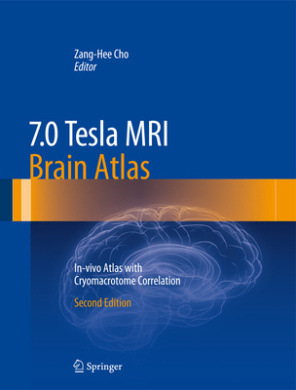 Zang-Hee Cho
Editor
7.0 Tesla MRI
Brain Atlas
In-vivo Atlas with
Cryomacrotome Correlation
Second Edition
Springer